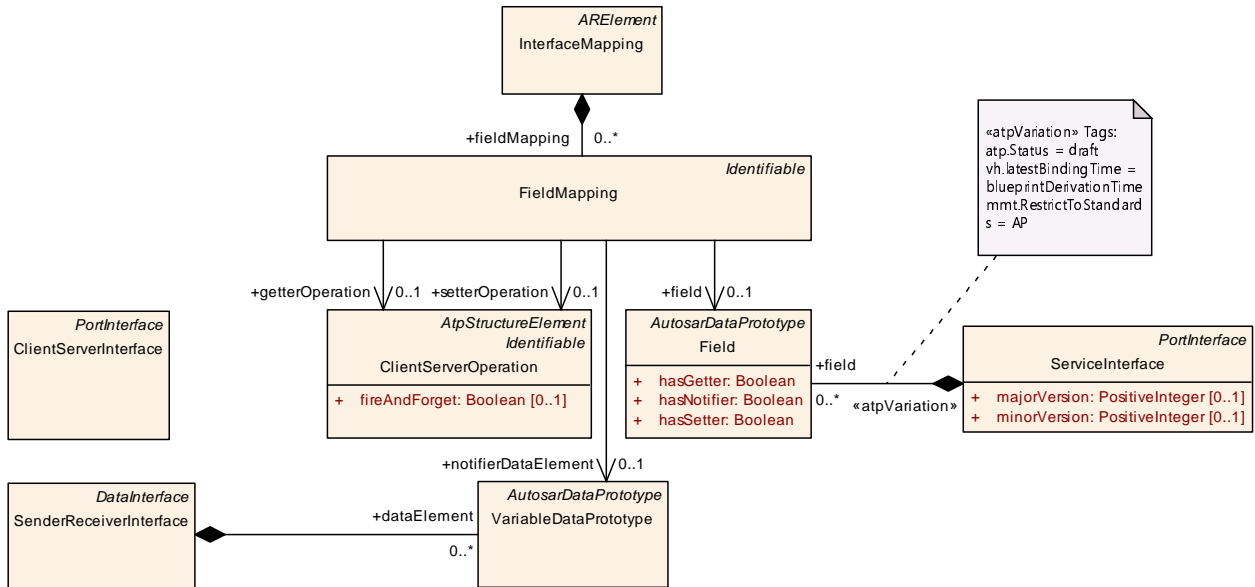 ARElement
InterfaceMapping
+fieldMapping
0..*
«atpVariation» Tags:
atp.Status = draft
vh.latestBindingTime =
blueprintDerivationTime
mmt.RestrictToStandard
s = AP
Identifiable
FieldMapping
+getterOperation
0..1
+setterOperation
0..1
+field
0..1
PortInterface
ClientServerInterface
AtpStructureElement
Identifiable
ClientServerOperation
+ fireAndForget: Boolean [0..1]
AutosarDataPrototype
Field
+ hasGetter: Boolean
+ hasNotifier: Boolean
+ hasSetter: Boolean
+field
0..*
«atpVariation»
PortInterface
ServiceInterface
+ majorVersion: PositiveInteger [0..1]
+ minorVersion: PositiveInteger [0..1]
+notifierDataElement
0..1
DataInterface
SenderReceiverInterface
+dataElement
0..*
AutosarDataPrototype
VariableDataPrototype